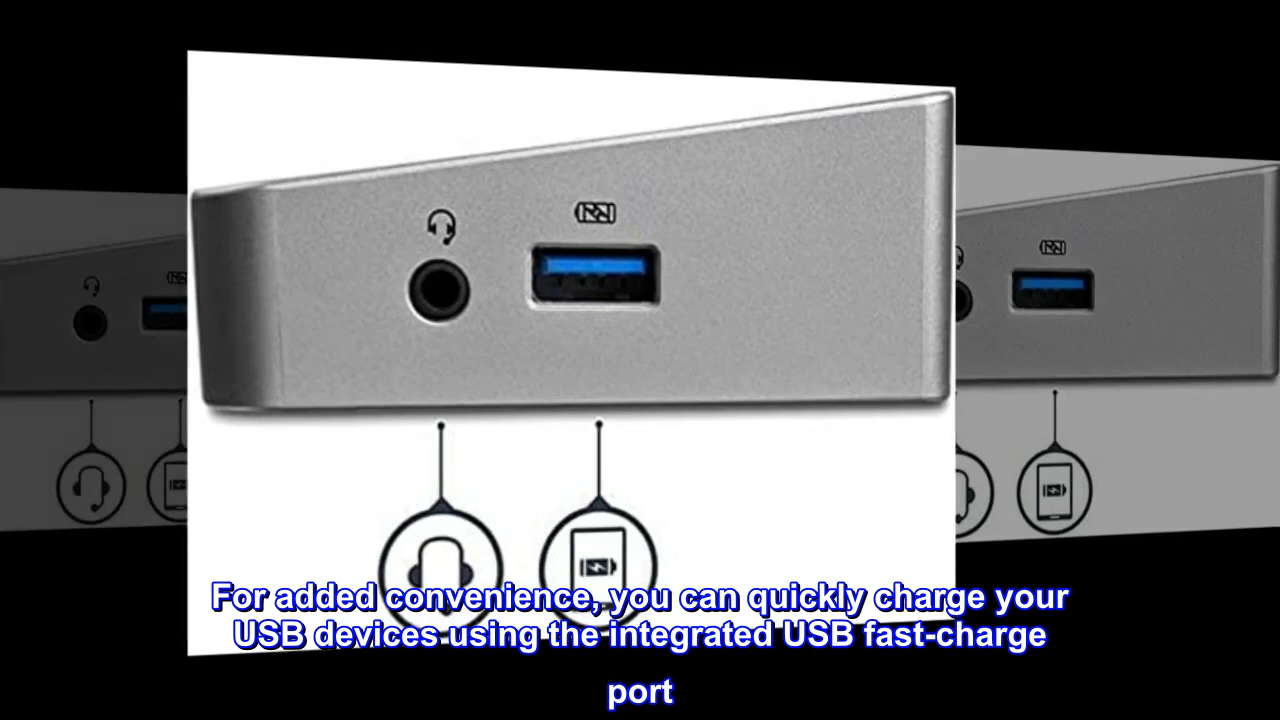 For added convenience, you can quickly charge your
USB devices using the integrated USB fast-charge
port